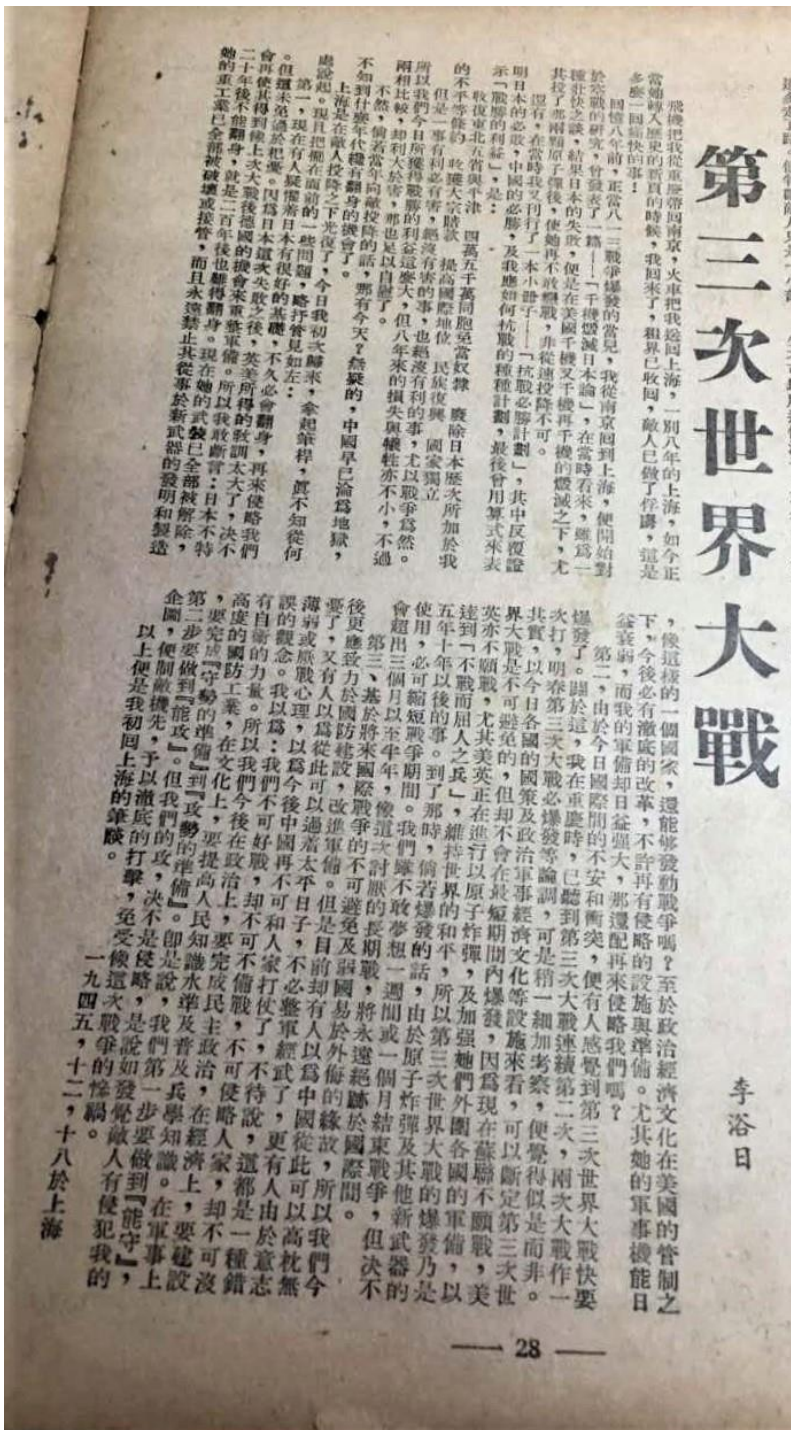 第三次世界大戰
李浴日
飛機把我從重慶帶回南京,火車把我送回上海,一別八年的上海,如今正
當她轉入歷史的新頁的時候,我回來了,租界已收回,敵人已做了俘虜,這是
多麼一回痛快的事!
回憶八年前,正當八一三戰爭爆發的當兒,我從南京回到上海,便開始對
於空戰的研究,曾發表了一篇——「千機燬滅日本論」,在當時看來,雖爲一
種壯快之談,結果日本的失敗,便是在美國千機又千機再千機的燬滅之下,尤
其投了那兩顆原子彈後,使她再不敢戀戰,非從速投降不可。
還有,在當時我又刊行了一本小冊子——「抗戰必勝計劃」,其中反覆證
明日本的必敗,中國的必勝,及我應如何抗戰的種種計劃,最後曾用算式來表
示「戰勝的利益」,是:
收復東北五省與平津 四萬五千萬同胞免當奴隸 廢除日本歷次所加於我
的不平等條約 收獲大宗賠款 提高國際地位 民族復興 國家獨立
但是一事有利必有害,絕沒有害的事,也絕沒有利的事,尤以戰爭爲然。
所以我們今日所獲得戰勝的利益這麼大,但八年來的損失與犧牲亦不小,不過
兩相比較,却利大於害,那也足以自慰了。
不然,倘若當年向敵投降的話,那有今天?無疑的,中國早已淪爲地獄,
不知到什麼年代纔有翻身的機會了。
上海是在敵人投降之下光復了,今日我初次歸來,拿起筆桿,眞不知從何
處說起。現且把擺在面前的一些問題,略抒管見如左:
第一,現在有人疑懼着日本有很好的基礎,不久必會翻身,再來侵略我們
。但這未免過於杞憂。因爲日本這次失敗之後,英美所得的敎訓太大了,决不
會再使其得到像上次大戰後德國的機會來重整軍備。所以我敢斷言:日本不特
二十年後不能翻身,就是二百年後也難得翻身。現在她的武裝已全部被解除,
她的重工業已全部被破壞或接管,而且永遠禁止其從事於新武器的發明和製造
,像這樣的一個國家,還能够發動戰爭嗎?至於政治經濟文化在美國的管制之
下,今後必有澈底的改革,不許再有侵略的設施與準備。尤其她的軍事機能日
益衰弱,而我的軍備却日益强大,那還配再來侵略我們嗎?
第二,由於今日國際間的不安和衝突,便有人感覺到第三次世界大戰快要
爆發了。關於這,我在重慶時,已聽到第三次大戰連續第二次,兩次大戰作一
次打,明春第三次大戰必爆發等論調,可是稍一細加考察,便覺得似是而非。
其實,以今日各國的國策及政治軍事經濟文化等設施來看,可以斷定第三次世
界大戰是不可避免的,但却不會在最短期間內爆發,因爲現在蘇聯不願戰,美
英亦不願戰,尤其美英正在進行以原子炸彈,及加强她們外圍各國的軍備,以
達到「不戰而屈人之兵」,維持世界的和平,所以第三次世界大戰的爆發乃是
五年十年以後的事。到了那時,倘若爆發的話,由於原子炸彈及其他新武器的
使用,必可縮短戰爭期間。我們雖不敢夢想一週間或一個月結束戰爭,但决不
會超出三個月以至半年,像這次討厭的長期戰,將永遠絕跡於國際間。
第三、基於將來國際戰爭的不可避免及弱國易於外侮的緣故,所以我們今
後更應致力於國防建設,改進軍備。但是目前却有人以爲中國從此可以高枕無
憂了,又有人以爲從此可以過着太平日子,不必整軍經武了,更有人由於意志
薄弱或厭戰心理,以爲今後中國再不可和人家打仗了,不待說,這都是一種錯
誤的觀念。我以爲:我們不可好戰,却不可不備戰,不可侵略人家,却不可沒
有自衛的力量。所以我們今後在政治上,要完成民主政治,在經濟上,要建設
高度的國防工業,在文化上,要提高人民知識水準及普及兵學知識。在軍事上
,要完成『守勢的準備』到『攻勢的準備』。卽是說,我們第一步要做到『能守』,
第二步要做到『能攻』。但我們的攻,决不是侵略,是說如發覺敵人有侵犯我的
企圖,便制敵機先,予以澈底的打擊,免受像這次戰爭的慘禍。
以上便是我初回上海的筆談。
一九四五,十二,十八於上海
— 28 —